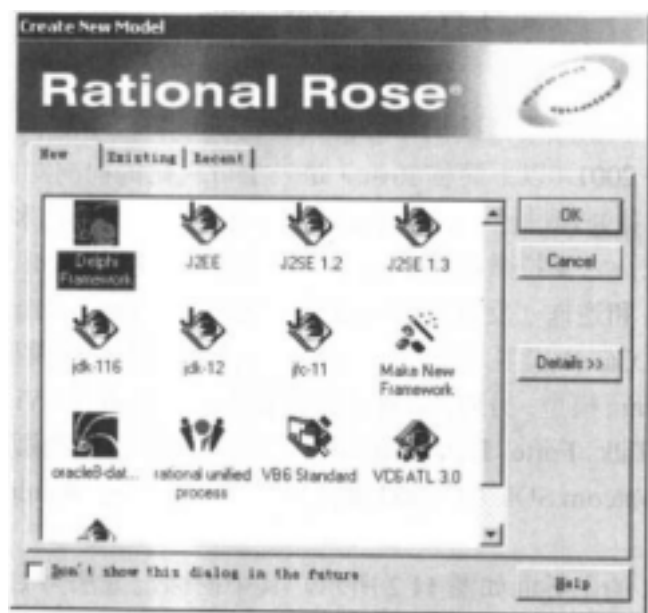 Create New Model
Rational Rose
New Existing Recent
Delphi Framework
J2EE
J2SE 1.2
J2SE 1.3
OK
Cancel
jdk-116
jdk-12
jfc-11
Make New Framework
Details >>
oracle8-dat...
rational unified process
VB6 Standard
VC6 ATL 3.0
Don't show this dialog in the future
Help